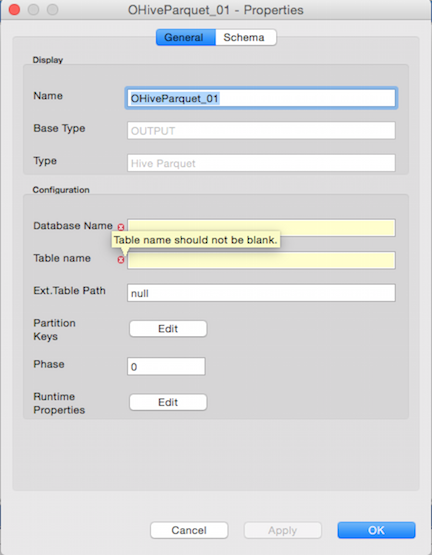 OHiveParquet_01 - Properties
General Schema
Display
Name OHiveParquet_01
Base Type OUTPUT
Type Hive Parquet
Configuration
Database Name
Table name should not be blank.
Table name
Ext.Table Path null
Partition
Keys Edit
Phase 0
Runtime
Properties Edit
Cancel Apply OK